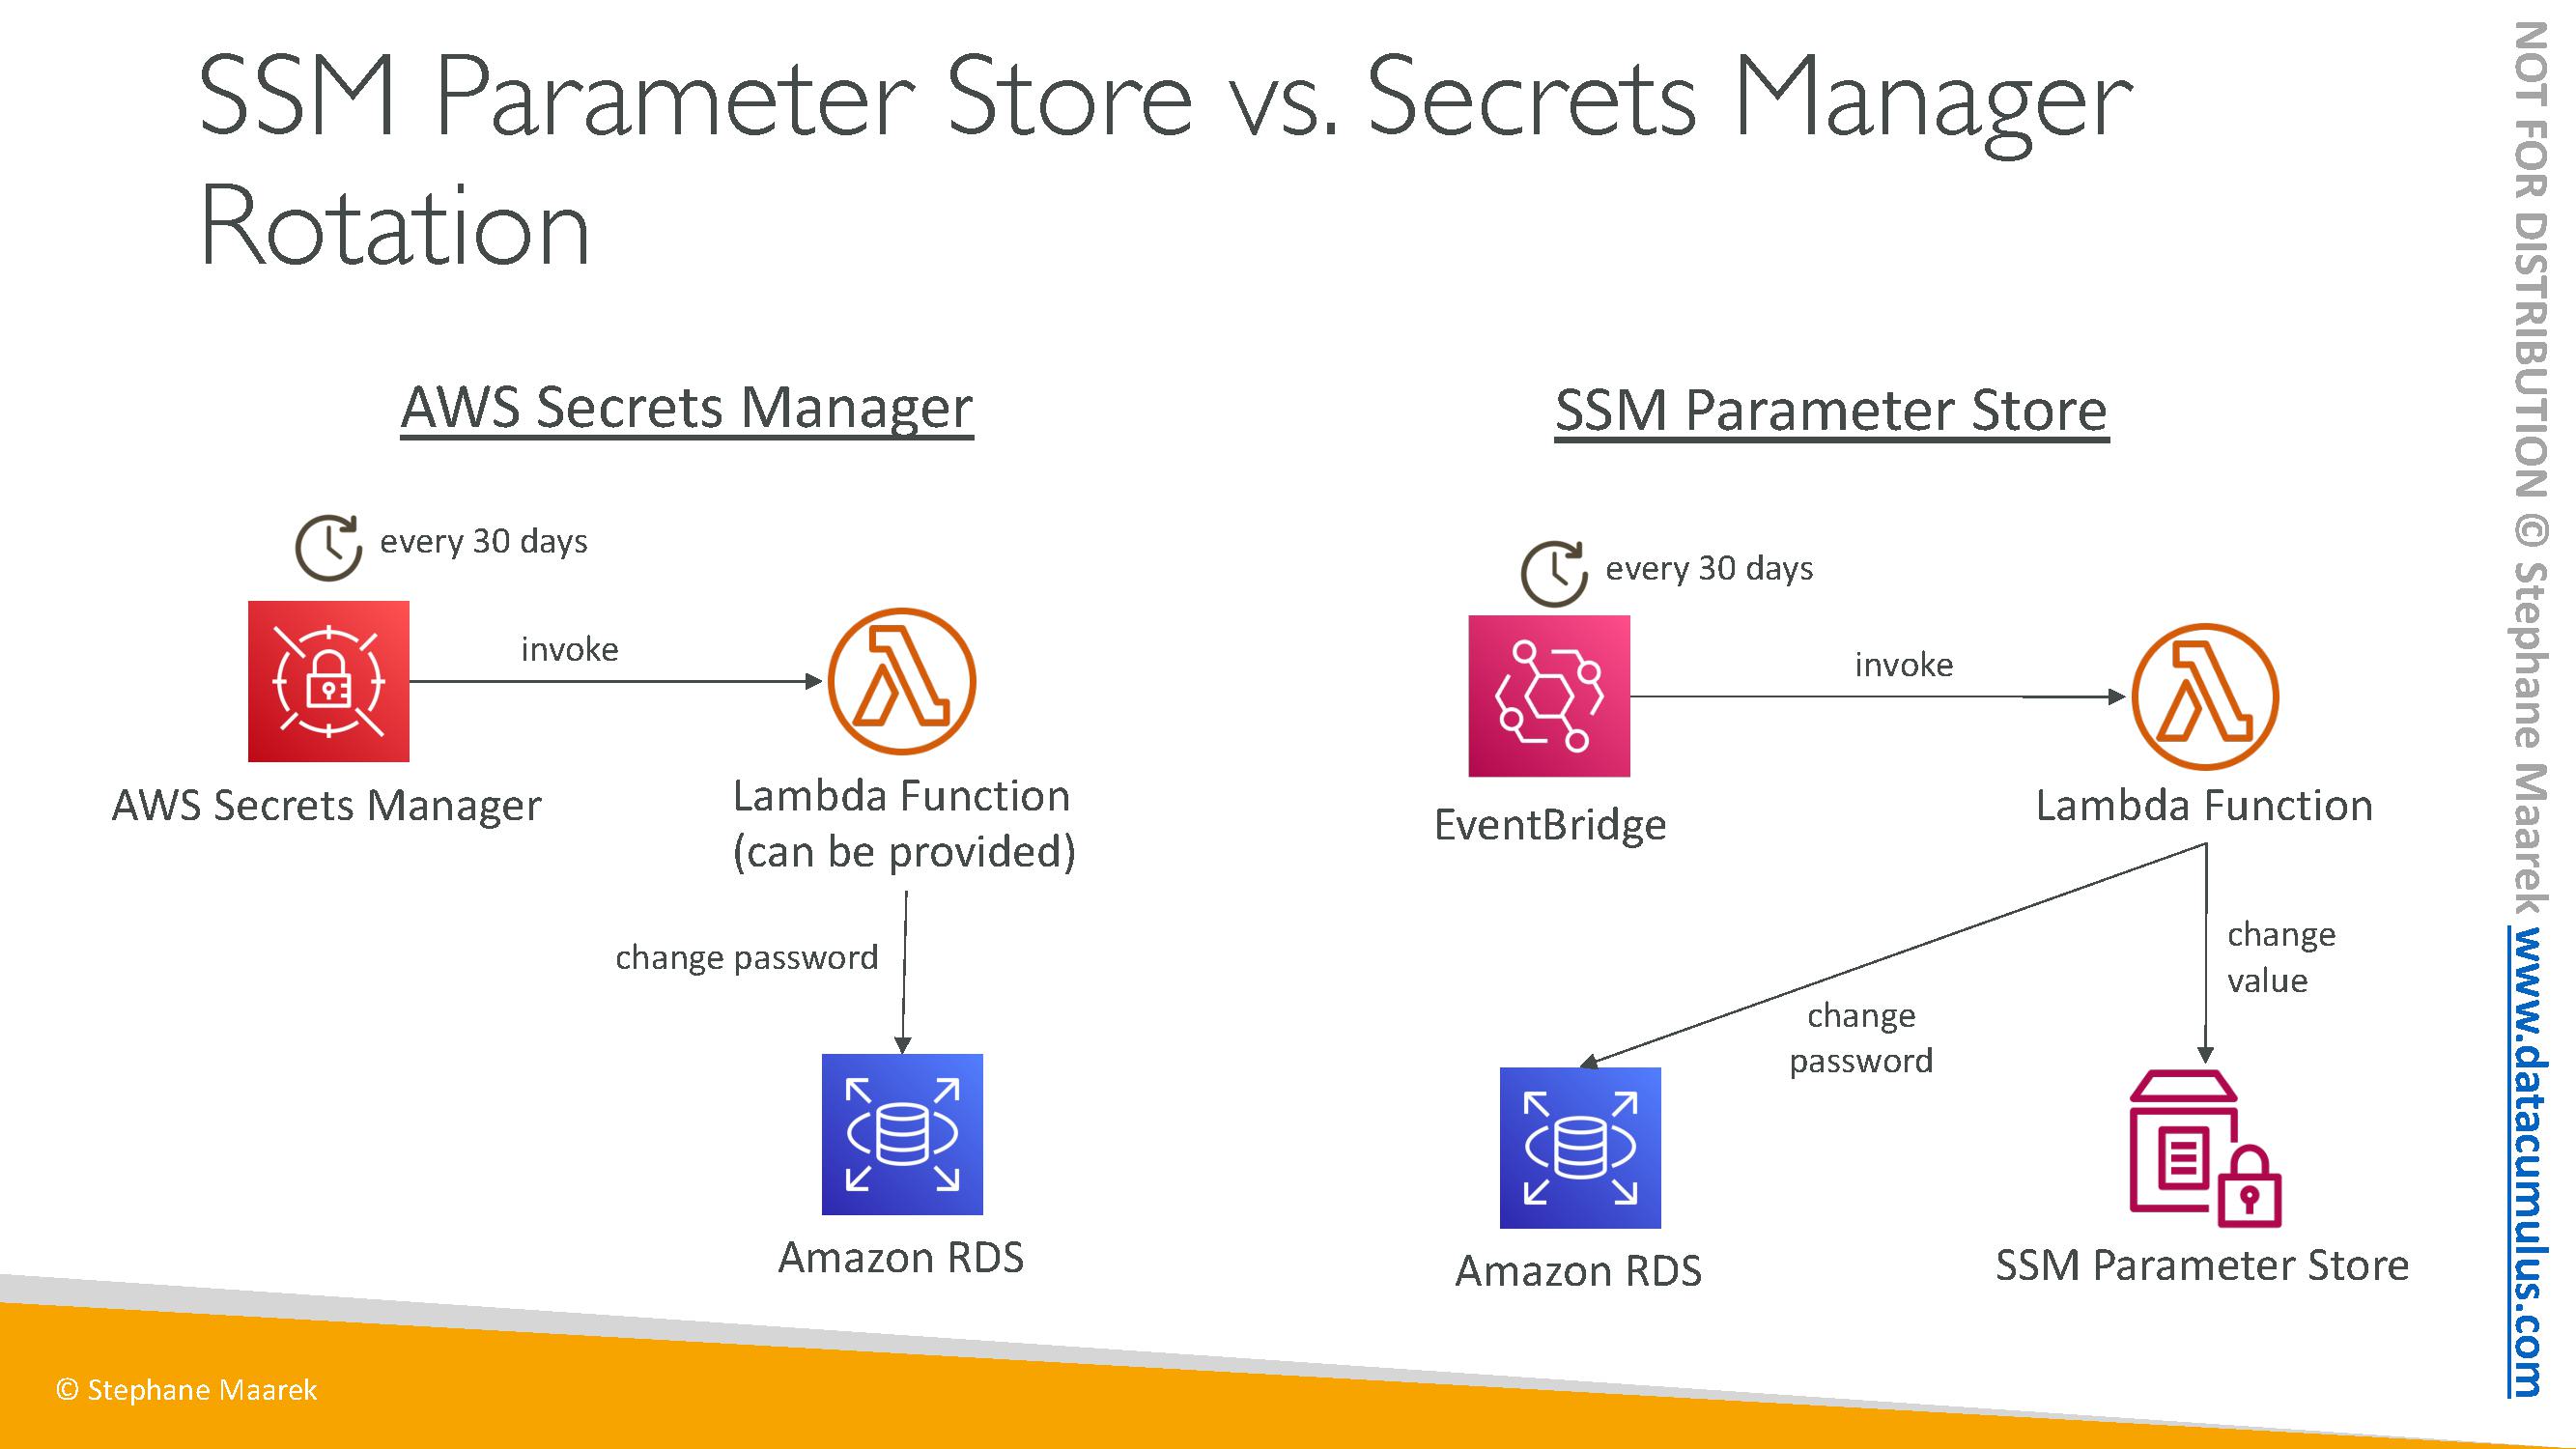 SSM Parameter Store vs. Secrets Manager
Rotation
AWS Secrets Manager
every 30 days
invoke
AWS Secrets Manager
Lambda Function
(can be provided)
change password
Amazon RDS
SSM Parameter Store
every 30 days
invoke
EventBridge
Lambda Function
change
value
change
password
Amazon RDS
SSM Parameter Store
© Stephane Maarek
NOT FOR DISTRIBUTION © Stephane Maarek www.datacumulus.com